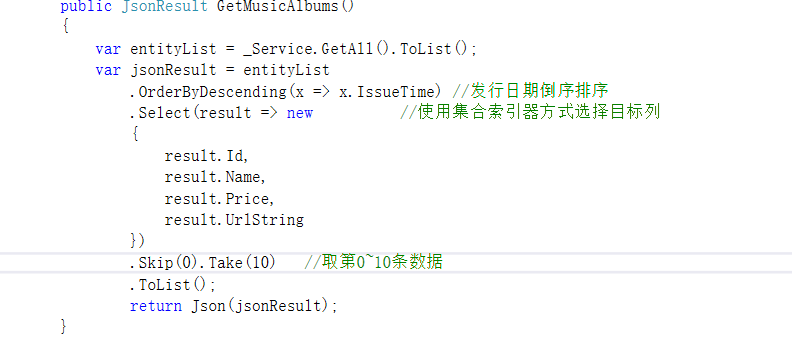 public JsonResult GetMusicAlbums()
{
var entityList = _Service.GetAll().ToList();
var jsonResult = entityList
.OrderByDescending(x => x.IssueTime) //发行日期倒序排序
.Select(result => new //使用集合索引器方式选择目标列
{
result.Id,
result.Name,
result.Price,
result.UrlString
})
.Skip(0).Take(10) //取第0~10条数据
.ToList();
return Json(jsonResult);
}